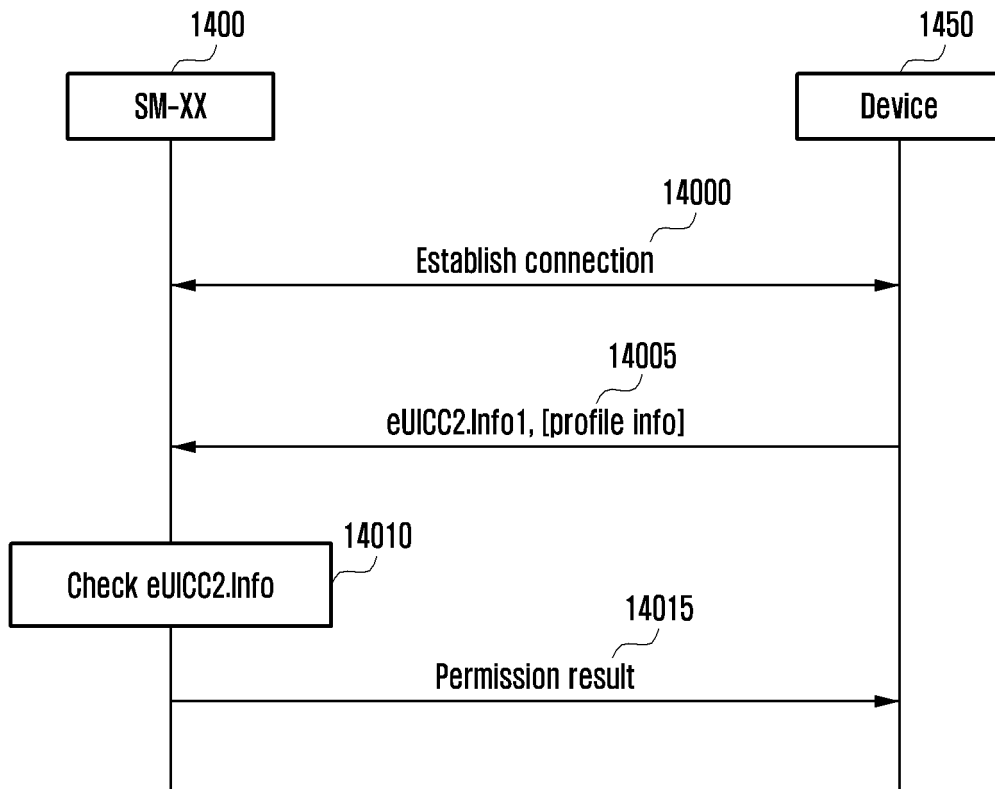 1400
1450
SM-XX
Device
14000
Establish connection
14005
eUICC2.Info1, [profile info]
14010
Check eUICC2.Info
14015
Permission result